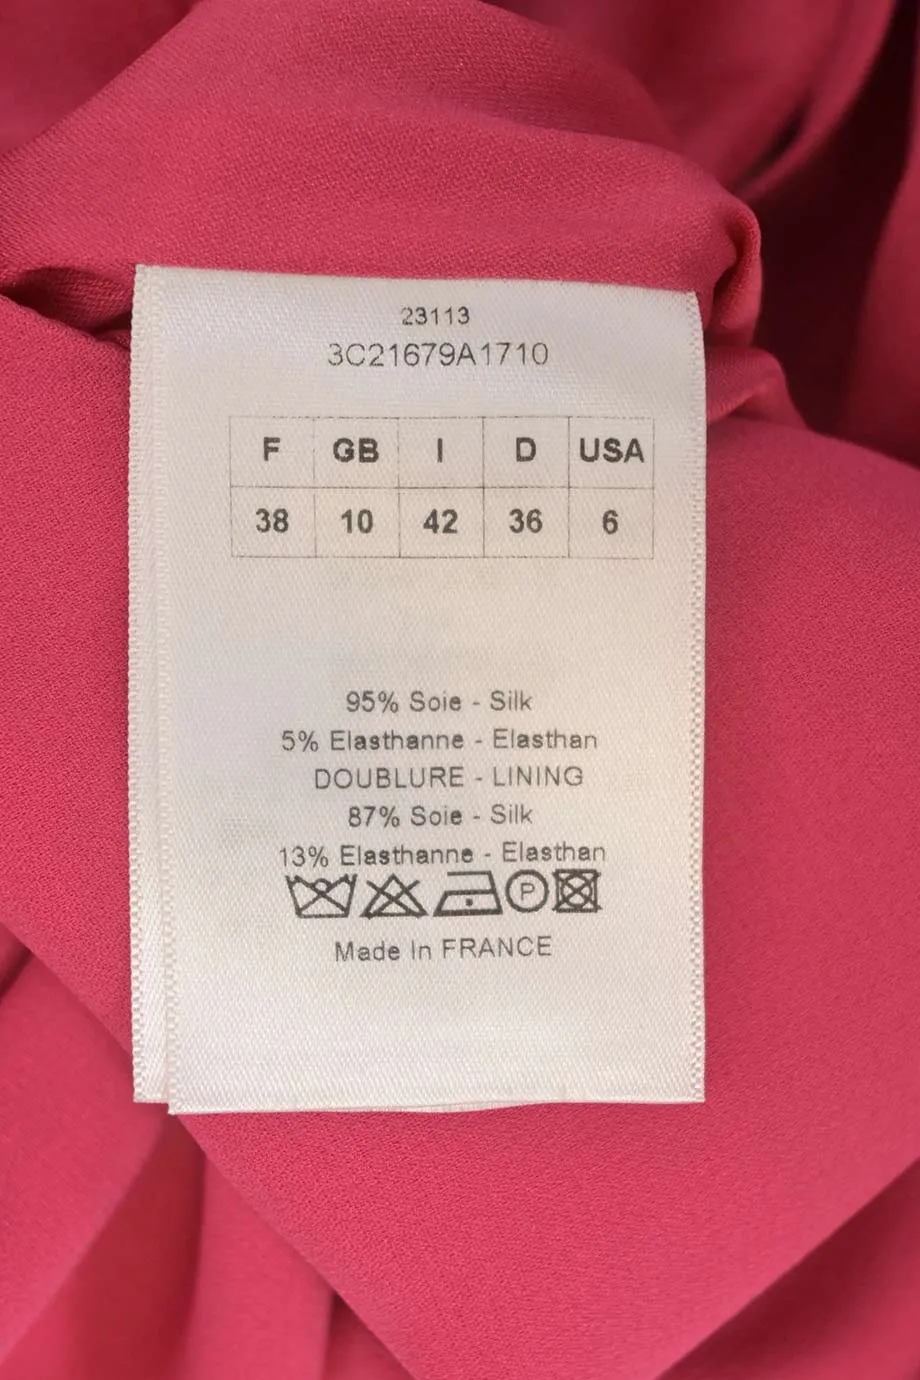 23113
3C21679A1710
F GB I D USA
38 10 42 36 6
95% Soie - Silk
5% Elasthanne - Elasthan
DOUBLURE - LINING
87% Soie - Silk
13% Elasthanne - Elasthan
P
Made In FRANCE